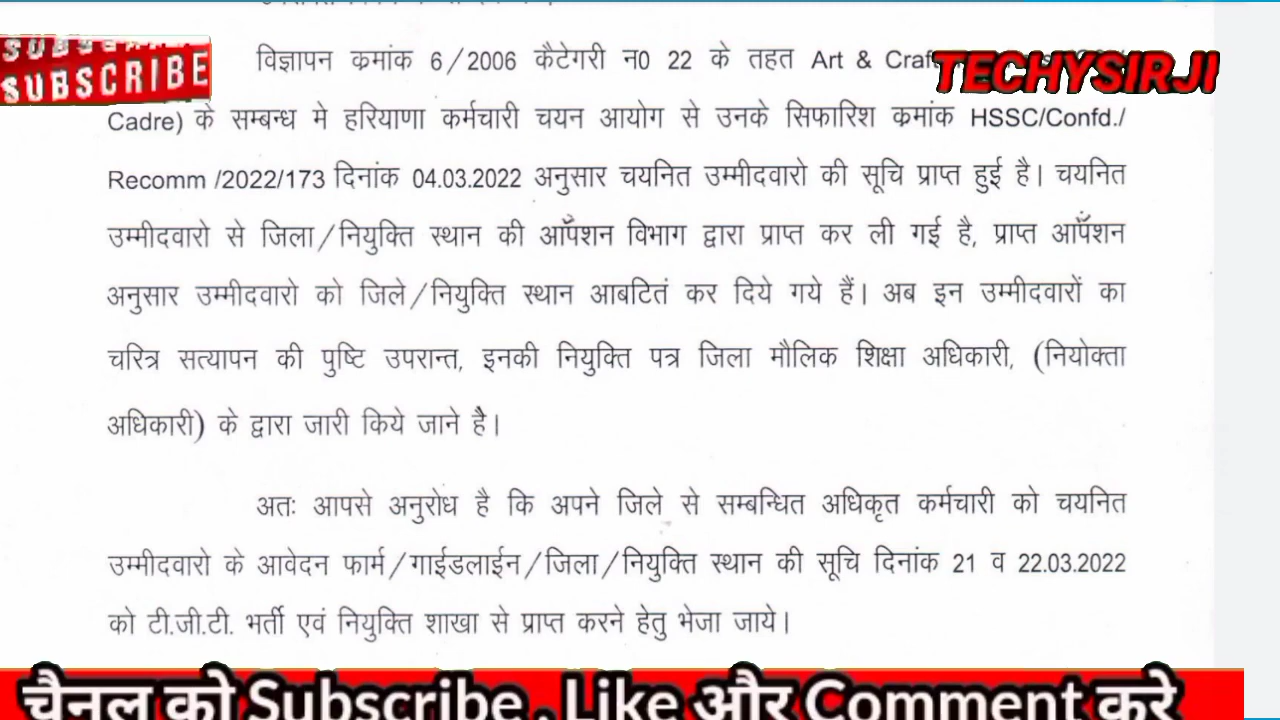 SUBSCRIBE
SUBSCRIBE
विज्ञापन क्रमांक 6/2006 कैटेगरी न0 22 के तहत Art & Craft
TECHYSIRJI
Cadre) के सम्बन्ध मे हरियाणा कर्मचारी चयन आयोग से उनके सिफारिश क्रमांक HSSC/Confd./
Recomm /2022/173 दिनांक 04.03.2022 अनुसार चयनित उम्मीदवारो की सूचि प्राप्त हुई है। चयनित
उम्मीदवारो से जिला/नियुक्ति स्थान की ऑपशन विभाग द्वारा प्राप्त कर ली गई है, प्राप्त ऑपशन
अनुसार उम्मीदवारो को जिले/नियुक्ति स्थान आबटितं कर दिये गये हैं। अब इन उम्मीदवारों का
चरित्र सत्यापन की पुष्टि उपरान्त, इनकी नियुक्ति पत्र जिला मौलिक शिक्षा अधिकारी, (नियोक्ता
अधिकारी) के द्वारा जारी किये जाने है।
अतः आपसे अनुरोध है कि अपने जिले से सम्बन्धित अधिकृत कर्मचारी को चयनित
उम्मीदवारो के आवेदन फार्म/गाईडलाईन/जिला/नियुक्ति स्थान की सूचि दिनांक 21 व 22.03.2022
को टी.जी.टी. भर्ती एवं नियुक्ति शाखा से प्राप्त करने हेतु भेजा जाये।
चैनल को Subscribe , Like और Comment करे